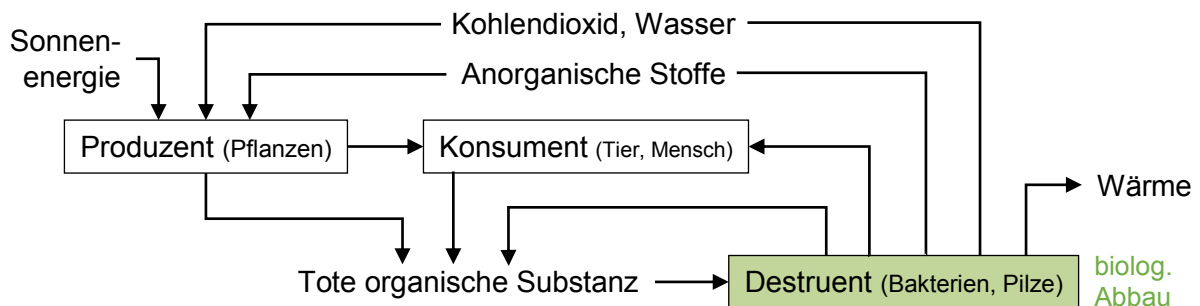 Kohlendioxid, Wasser
Sonnen-
energie
Anorganische Stoffe
Produzent (Pflanzen)
Konsument (Tier, Mensch)
Wärme
Tote organische Substanz
Destruent (Bakterien, Pilze)
biolog.
Abbau